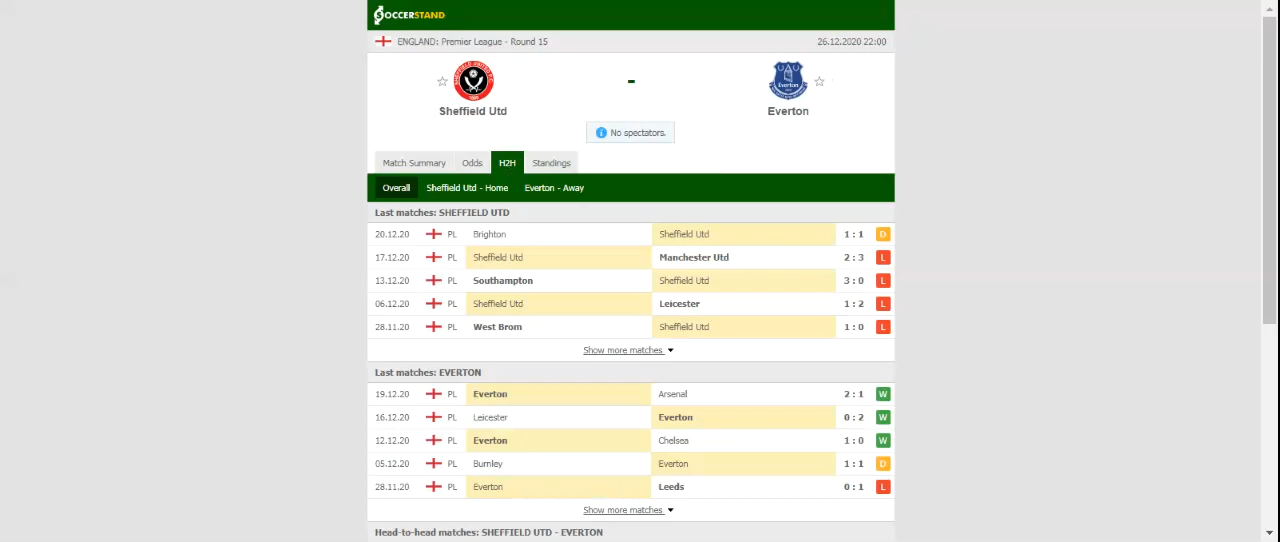 SOCCERSTAND
ENGLAND: Premier League - Round 15 26.12.2020 22:00
-
Sheffield Utd Everton
No spectators.
Match Summary Odds H2H Standings
Overall Sheffield Utd - Home Everton - Away
Last matches: SHEFFIELD UTD
20.12.20 PL Brighton Sheffield Utd 1 : 1 D
17.12.20 PL Sheffield Utd Manchester Utd 2 : 3 L
13.12.20 PL Southampton Sheffield Utd 3 : 0 L
06.12.20 PL Sheffield Utd Leicester 1 : 2 L
28.11.20 PL West Brom Sheffield Utd 1 : 0 L
Show more matches
Last matches: EVERTON
19.12.20 PL Everton Arsenal 2 : 1 W
16.12.20 PL Leicester Everton 0 : 2 W
12.12.20 PL Everton Chelsea 1 : 0 W
05.12.20 PL Burnley Everton 1 : 1 D
28.11.20 PL Everton Leeds 0 : 1 L
Show more matches
Head-to-head matches: SHEFFIELD UTD - EVERTON